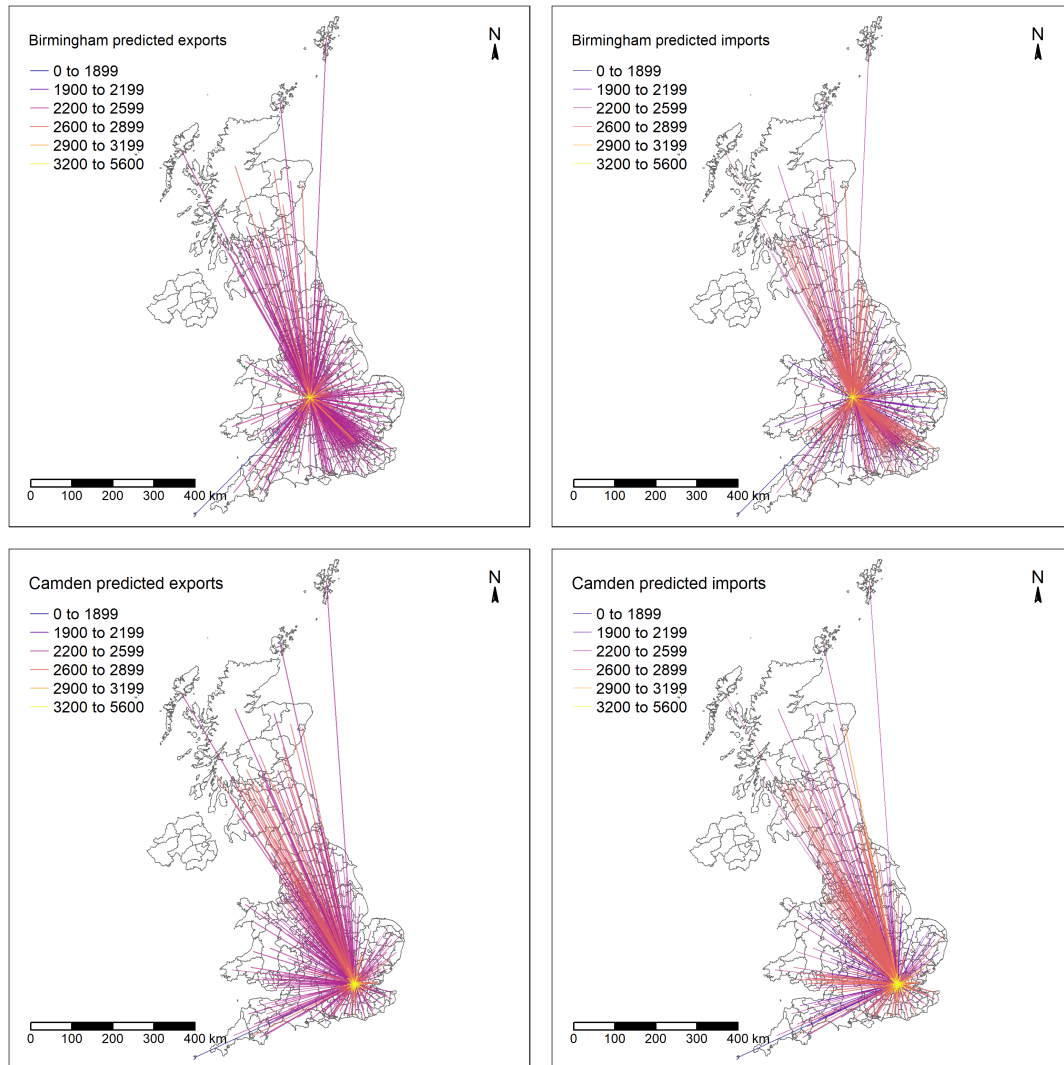 Birmingham predicted exports
N
0 to 1899
1900 to 2199
2200 to 2599
2600 to 2899
2900 to 3199
3200 to 5600
0 100 200 300 400 km
Birmingham predicted imports
N
0 to 1899
1900 to 2199
2200 to 2599
2600 to 2899
2900 to 3199
3200 to 5600
0 100 200 300 400 km
Camden predicted exports
N
0 to 1899
1900 to 2199
2200 to 2599
2600 to 2899
2900 to 3199
3200 to 5600
0 100 200 300 400 km
Camden predicted imports
N
0 to 1899
1900 to 2199
2200 to 2599
2600 to 2899
2900 to 3199
3200 to 5600
0 100 200 300 400 km